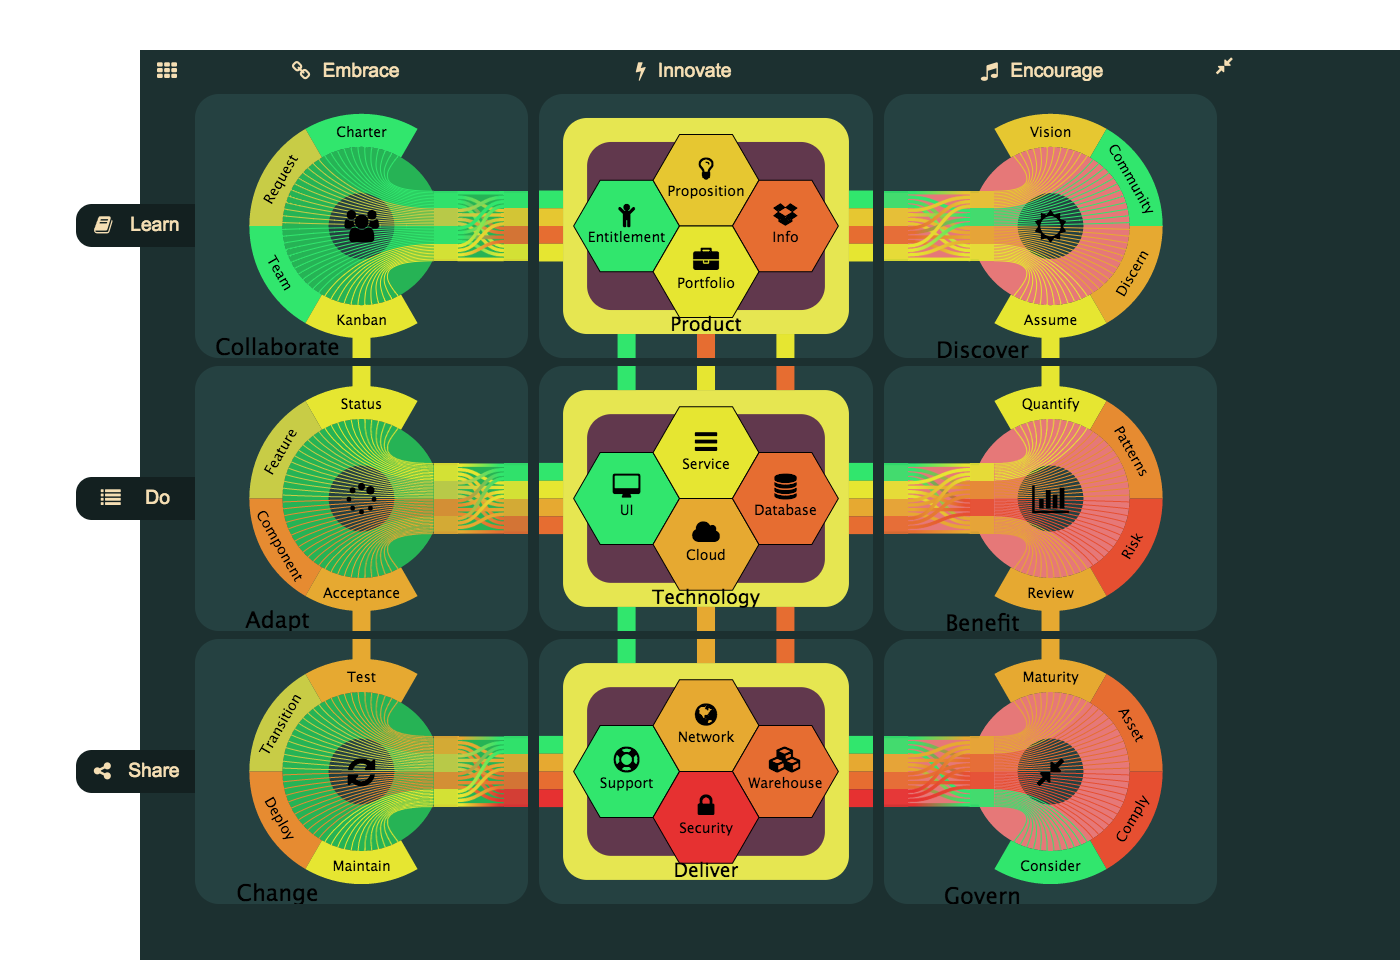 Embrace
Innovate
Encourage
Learn
Charter
Request
Team
Kanban
Collaborate
Proposition
Entitlement
Info
Portfolio
Product
Vision
Community
Discern
Assume
Discover
Do
Status
Feature
Component
Acceptance
Adapt
Service
UI
Database
Cloud
Technology
Quantify
Patterns
Risk
Review
Benefit
Share
Test
Transition
Deploy
Maintain
Change
Network
Support
Warehouse
Security
Deliver
Maturity
Asset
Comply
Consider
Govern